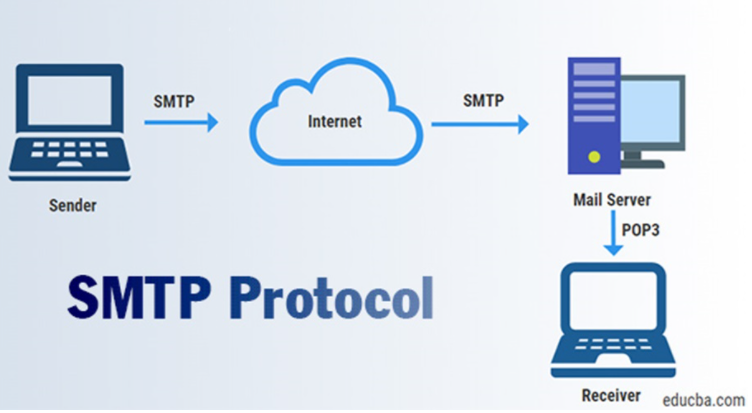 SMTP
Internet
SMTP
Sender
Mail Server
POP3
SMTP Protocol
Receiver
educba.com